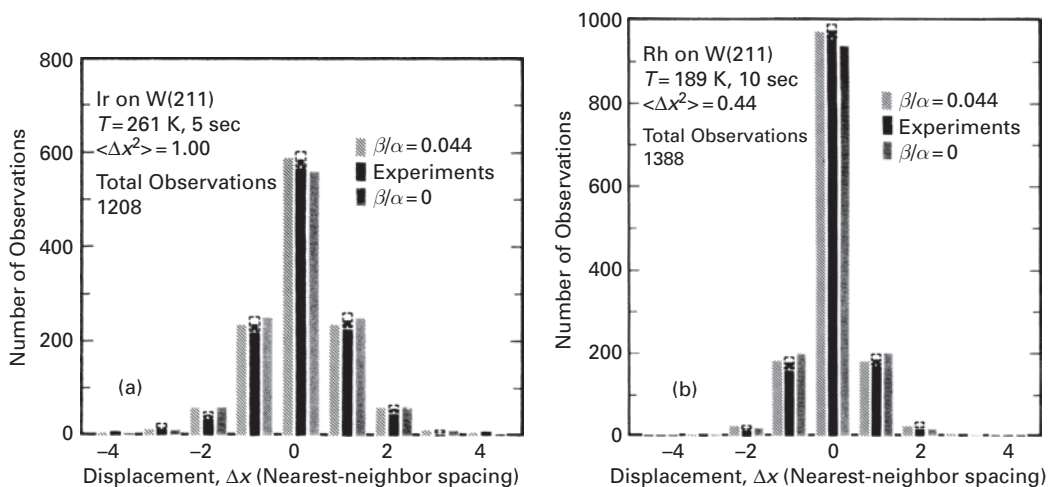 800
600
400
200
0
Number of Observations
Ir on W(211)
T = 261 K, 5 sec
<Δx²> = 1.00
Total Observations
1208
β/α = 0.044
Experiments
β/α = 0
(a)
−4 −2 0 2 4
Displacement, Δx (Nearest-neighbor spacing)
1000
800
600
400
200
0
Number of Observations
Rh on W(211)
T = 189 K, 10 sec
<Δx²> = 0.44
Total Observations
1388
β/α = 0.044
Experiments
β/α = 0
(b)
−4 −2 0 2 4
Displacement, Δx (Nearest-neighbor spacing)